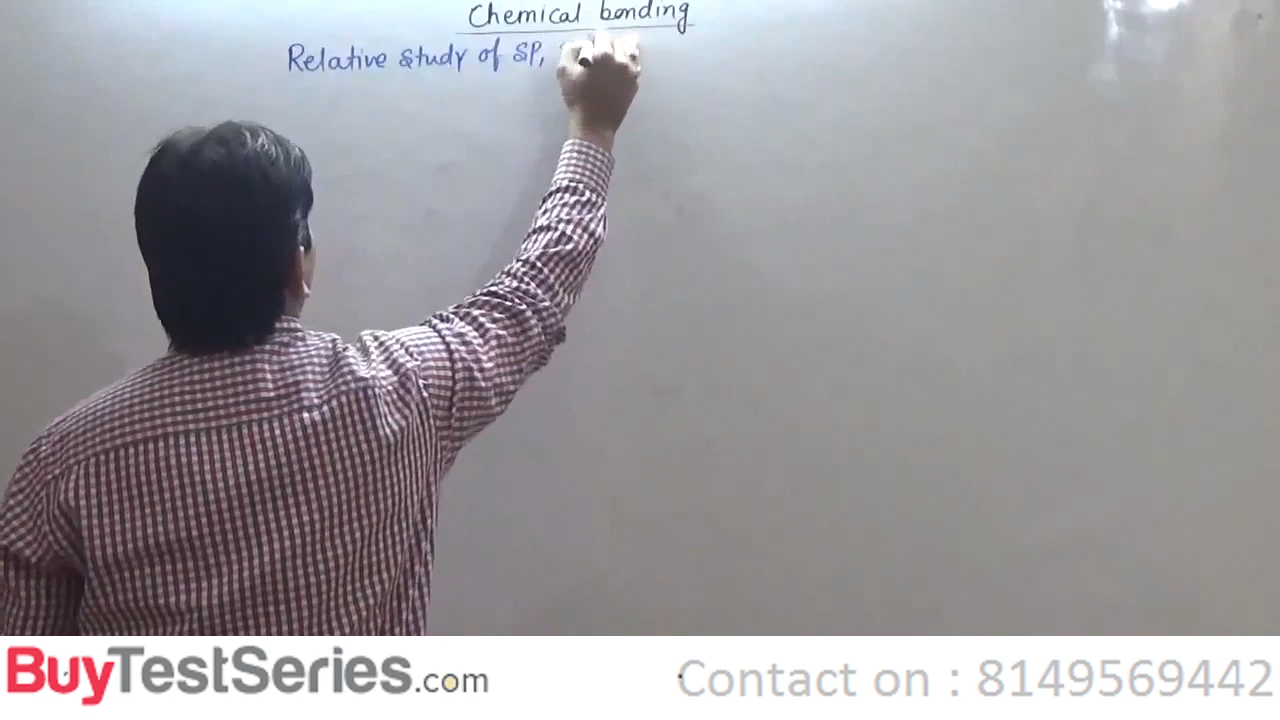 Chemical bonding
Relative study of SP,
BuyTestSeries.com
Contact on : 8149569442